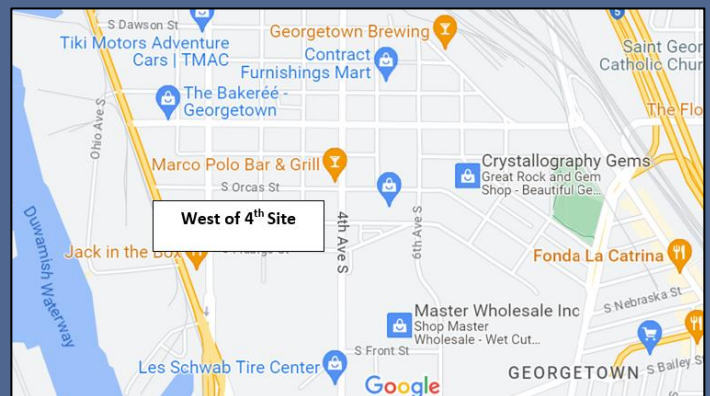 S Dawson St
Tiki Motors Adventure
Cars | TMAC
Georgetown Brewing
Contract
Furnishings Mart
Saint Geor
Catholic Chur
5
The Bakeréé -
Georgetown
The Flo
Ohio Ave S
Marco Polo Bar & Grill
Crystallography Gems
Great Rock and Gem
Shop - Beautiful Ge...
S Orcas St
West of 4th Site
4th Ave S
6th Ave S
Duwamish Waterway
Jack in the Box
Fonda La Catrina
S Nebraska St
Master Wholesale Inc
Shop Master
Wholesale - Wet Cut...
S Front St
Les Schwab Tire Center
Google
GEORGETOWN
S Bailey S